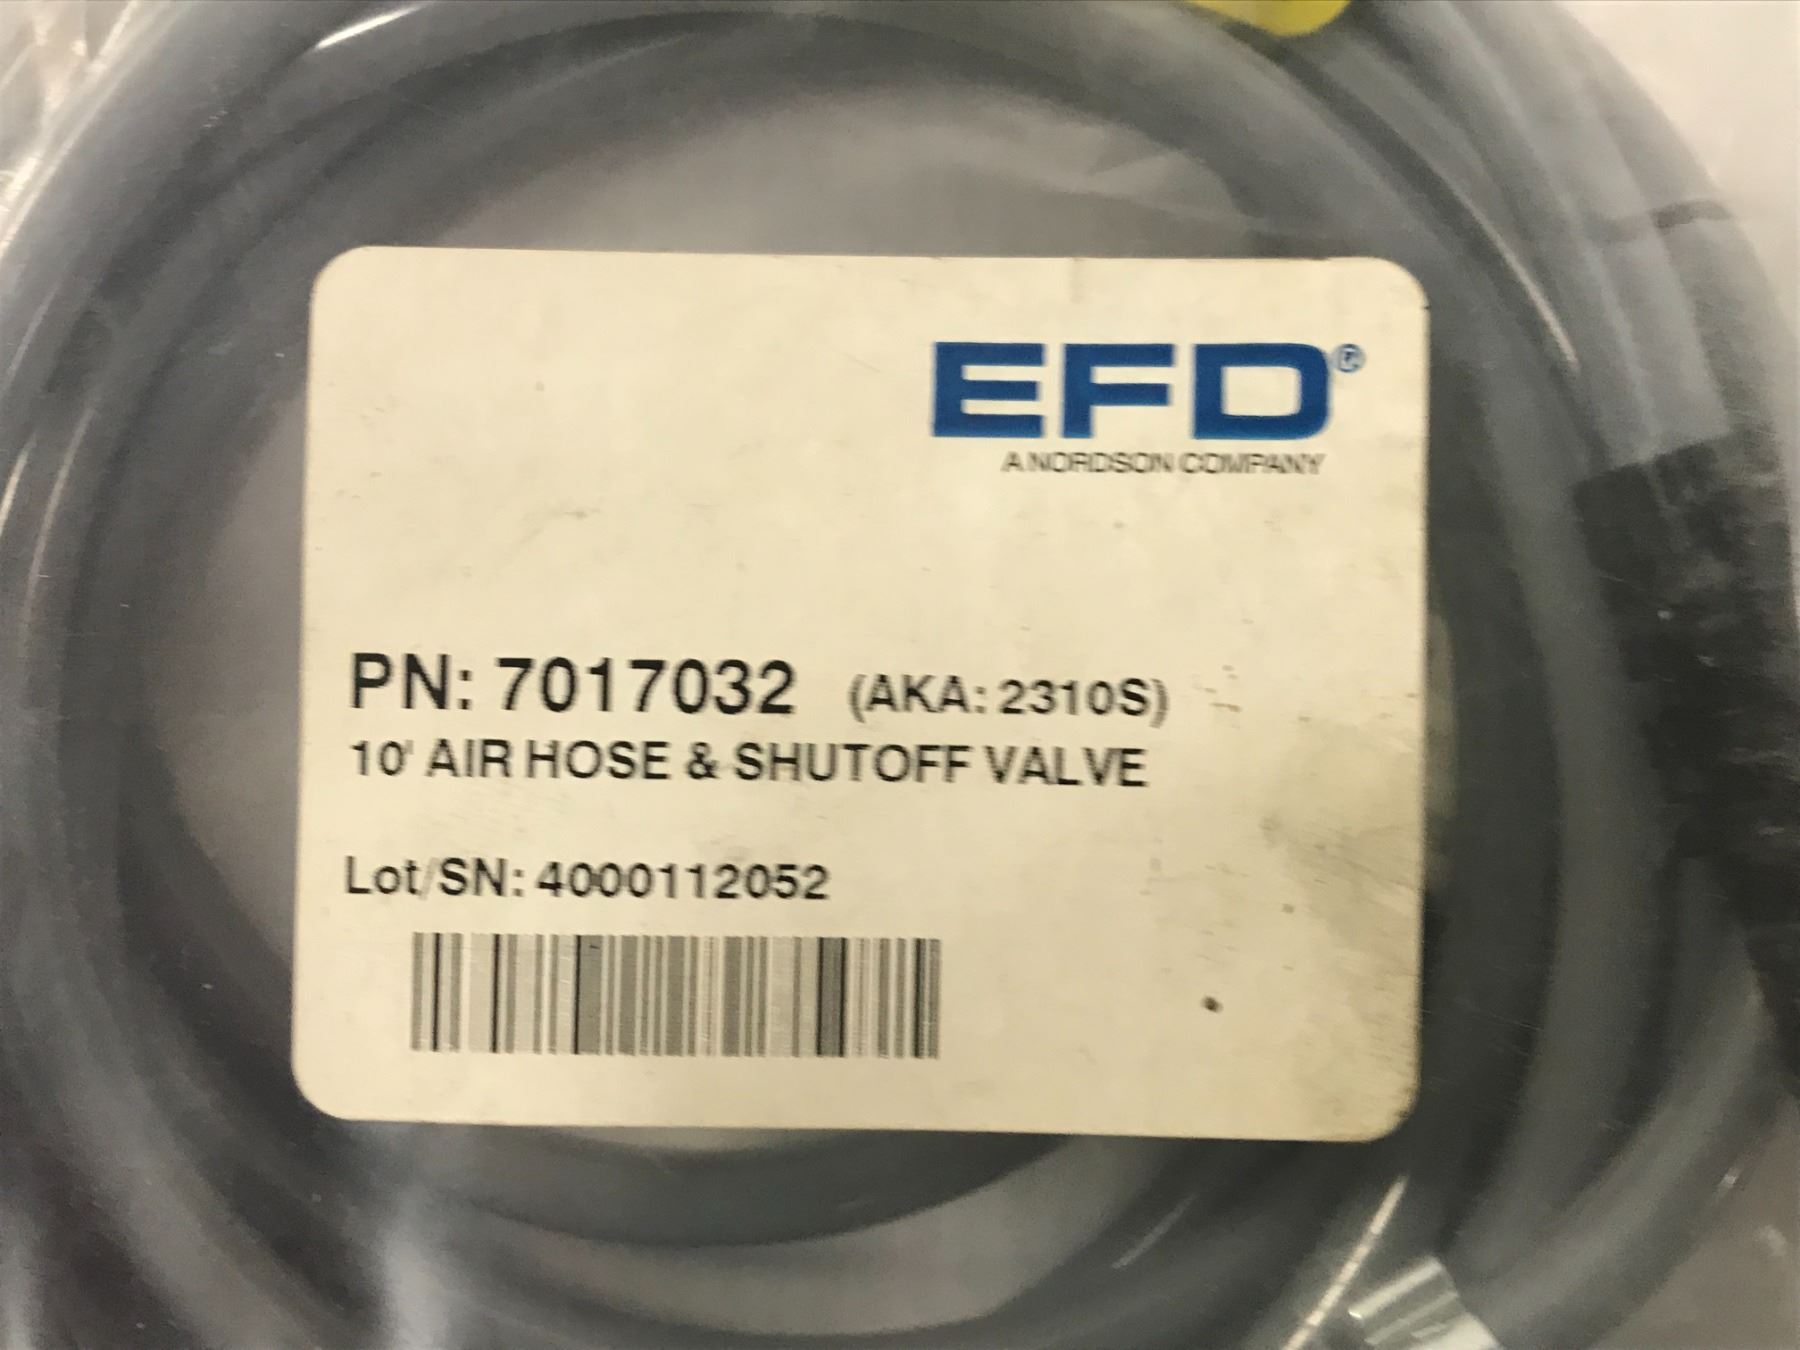 EFD®
A NORDSON COMPANY
PN: 7017032 (AKA: 2310S)
10' AIR HOSE & SHUTOFF VALVE
Lot/SN: 4000112052